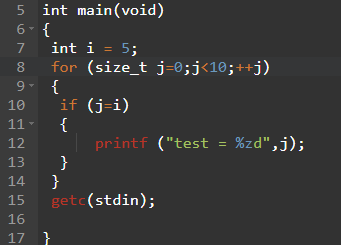 5 int main(void)
6 {
7 int i = 5;
8 for (size_t j=0;j<10;++j)
9 {
10 if (j=i)
11 {
12 printf ("test = %zd",j);
13 }
14 }
15 getc(stdin);
16
17 }